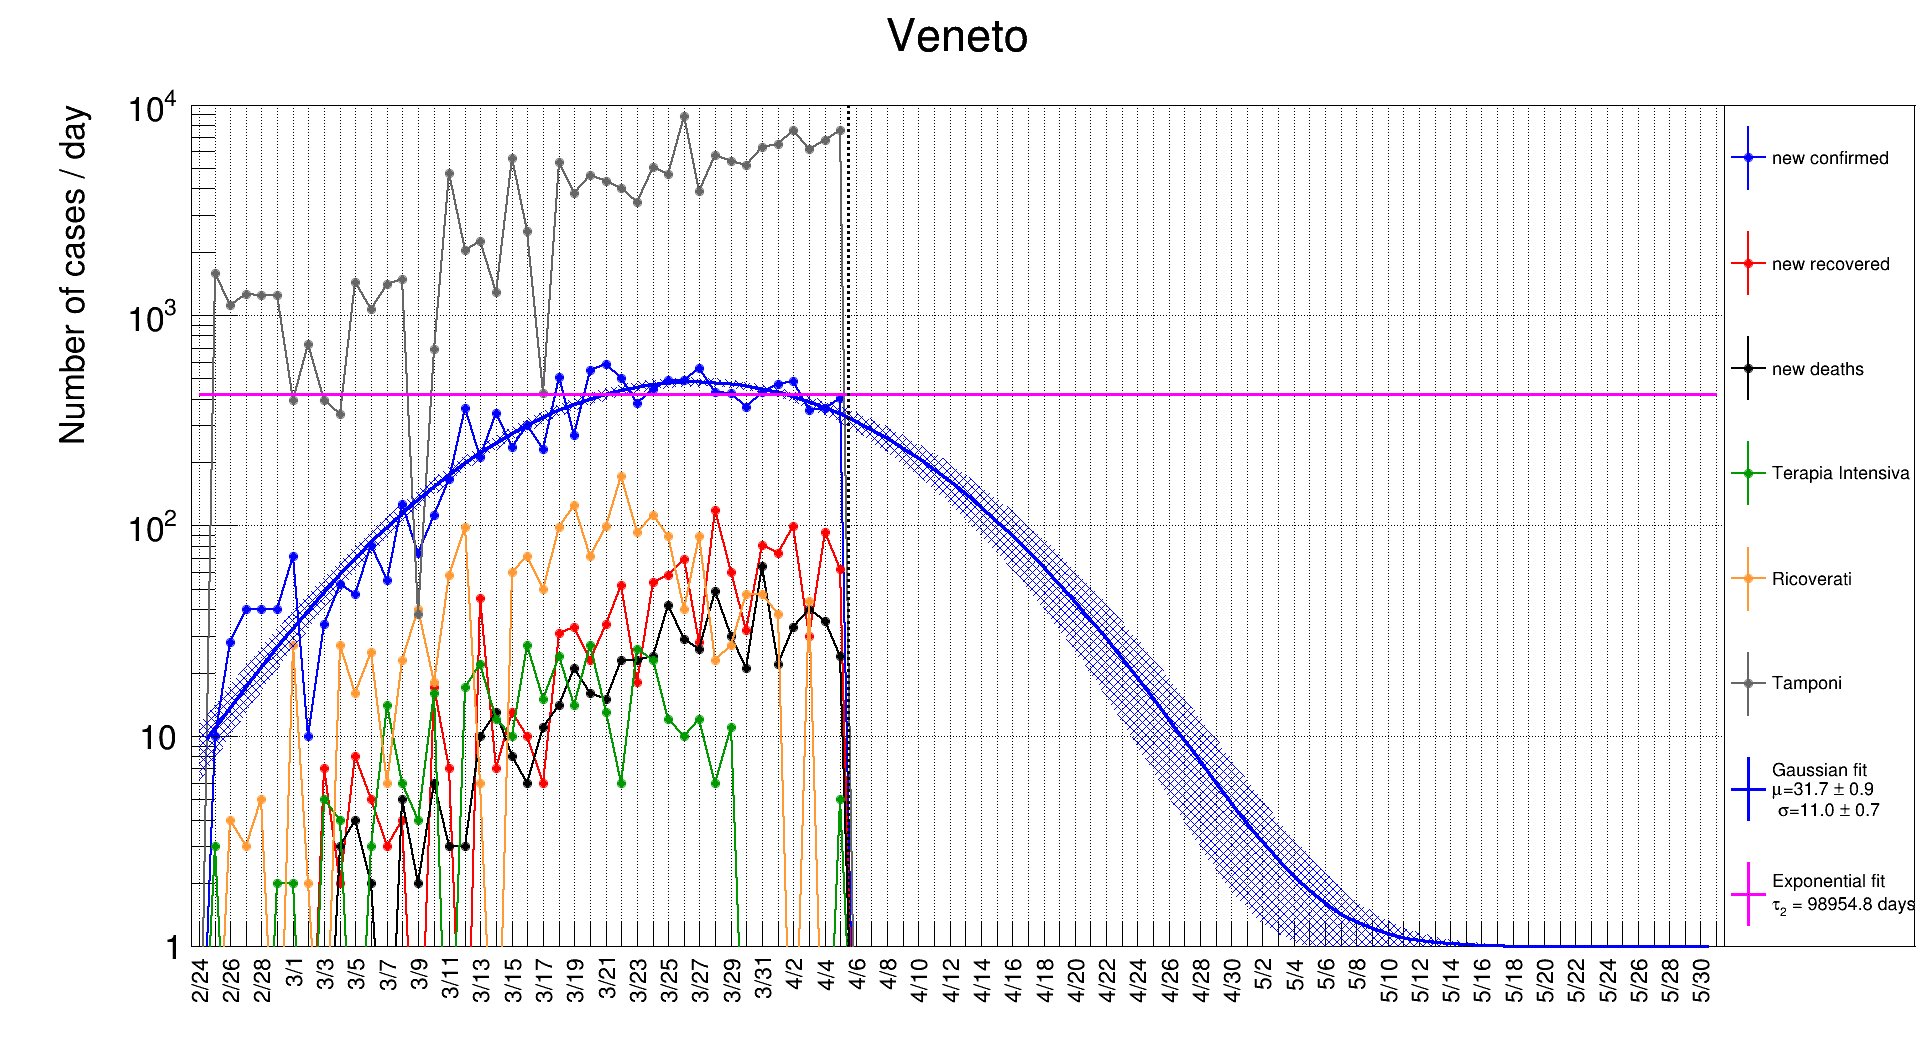 Veneto
Number of cases / day
10^4
10^3
10^2
10
1
2/24 2/26 2/28 3/1 3/3 3/5 3/7 3/9 3/11 3/13 3/15 3/17 3/19 3/21 3/23 3/25 3/27 3/29 3/31 4/2 4/4 4/6 4/8 4/10 4/12 4/14 4/16 4/18 4/20 4/22 4/24 4/26 4/28 4/30 5/2 5/4 5/6 5/8 5/10 5/12 5/14 5/16 5/18 5/20 5/22 5/24 5/26 5/28 5/30
new confirmed
new recovered
new deaths
Terapia Intensiva
Ricoverati
Tamponi
Gaussian fit
μ=31.7 ± 0.9
σ=11.0 ± 0.7
Exponential fit
τ₂ = 98954.8 days